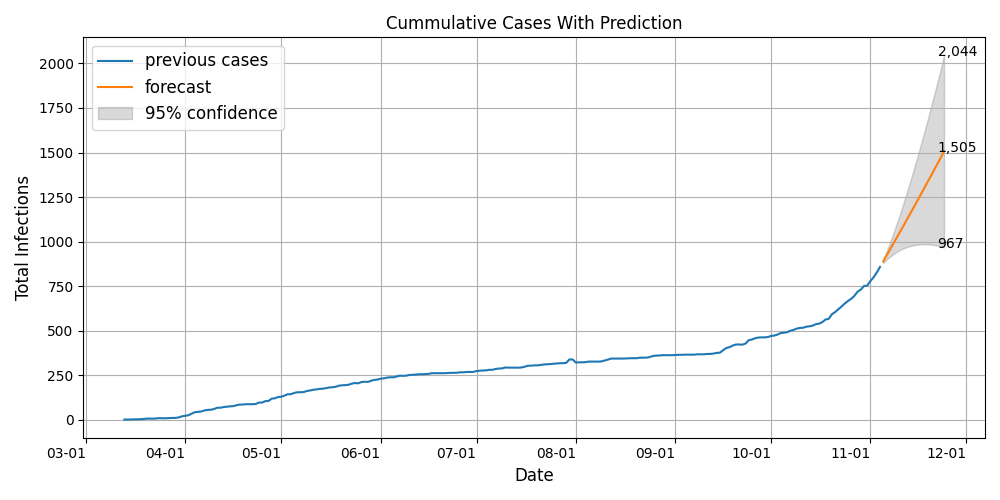 Cummulative Cases With Prediction
previous cases
forecast
95% confidence
2,044
1,505
967
Total Infections
2000
1750
1500
1250
1000
750
500
250
0
03-01 04-01 05-01 06-01 07-01 08-01 09-01 10-01 11-01 12-01
Date